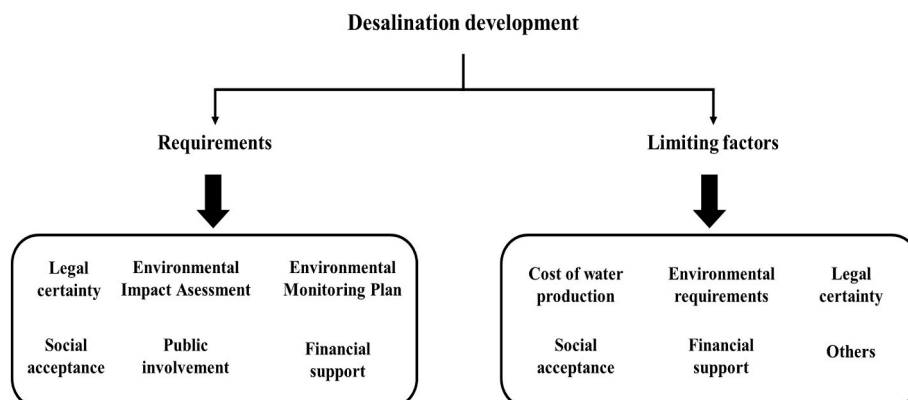 Desalination development
Requirements
Limiting factors
Legal
certainty
Environmental
Impact Asessment
Environmental
Monitoring Plan
Social
acceptance
Public
involvement
Financial
support
Cost of water
production
Environmental
requirements
Legal
certainty
Social
acceptance
Financial
support
Others